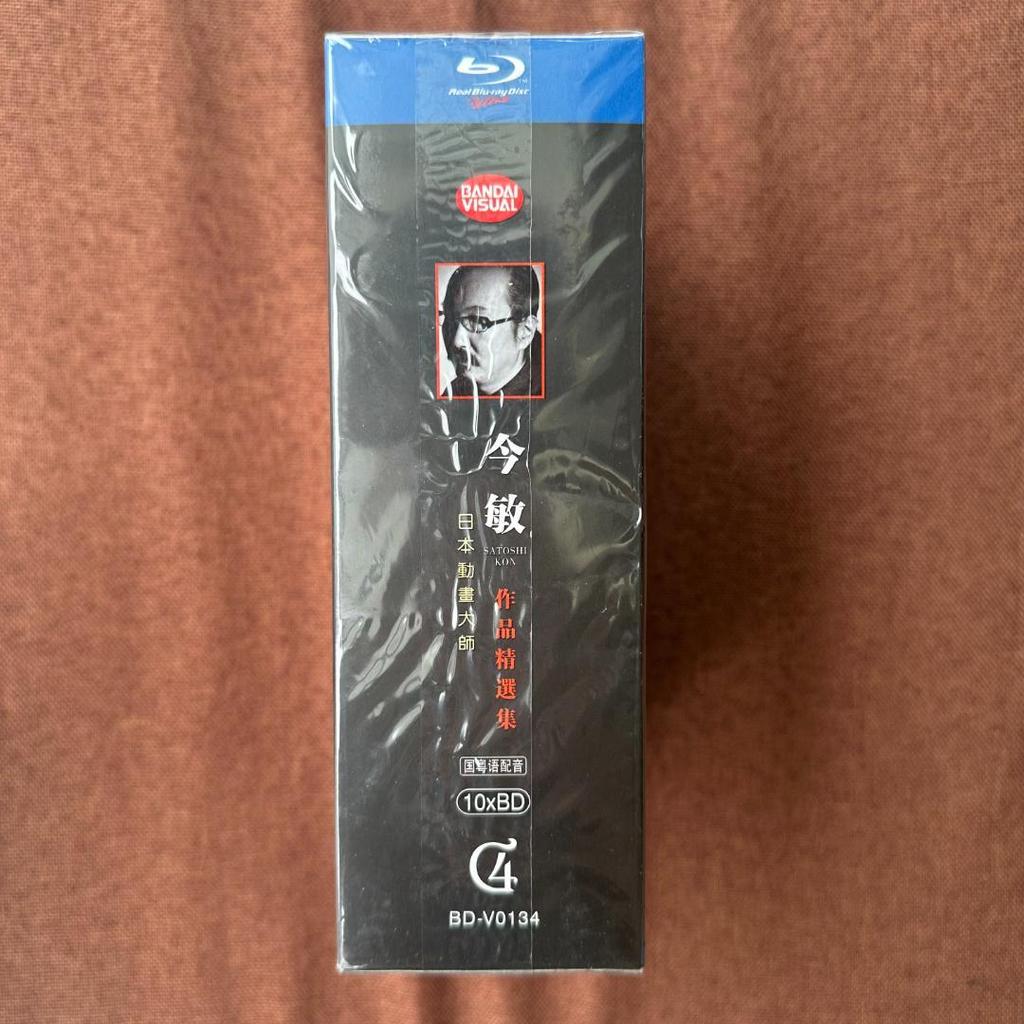 Real Blu-ray Disc
BANDAI
VISUAL
今敏
SATOSHI
KON
日本動畫大師
作品精選集
国粤语配音
10xBD
BD-V0134